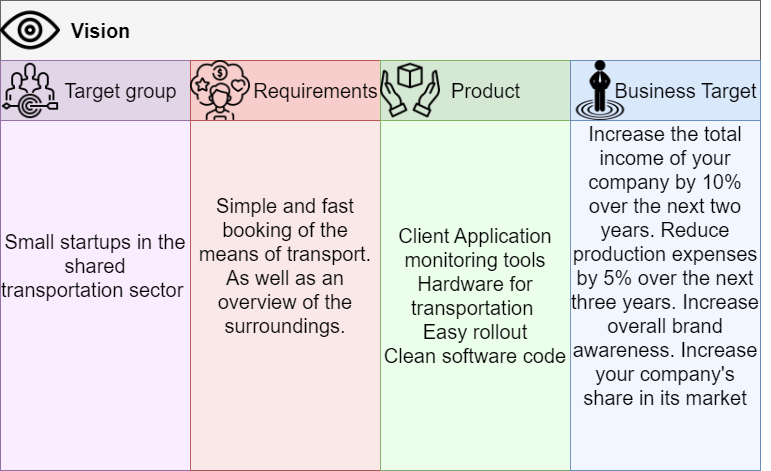 Vision
Target group
Requirements
Product
Business Target
Small startups in the
shared
transportation sector
Simple and fast
booking of the
means of transport.
As well as an
overview of the
surroundings.
Client Application
monitoring tools
Hardware for
transportation
Easy rollout
Clean software code
Increase the total
income of your
company by 10%
over the next two
years. Reduce
production expenses
by 5% over the next
three years. Increase
overall brand
awareness. Increase
your company's
share in its market